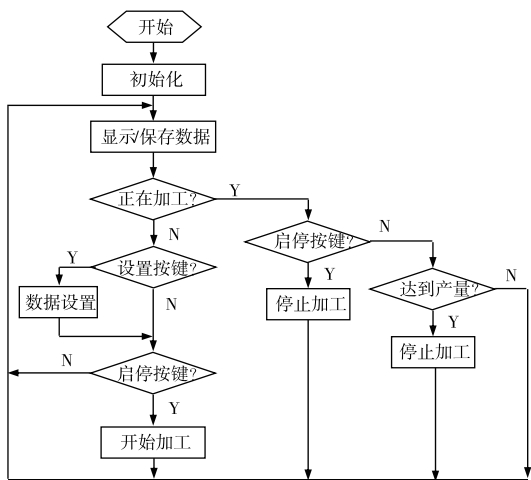 开始
初始化
显示/保存数据
正在加工?
Y
N
启停按键?
N
Y
设置按键?
Y
N
数据设置
停止加工
达到产量?
N
Y
停止加工
启停按键?
N
Y
开始加工